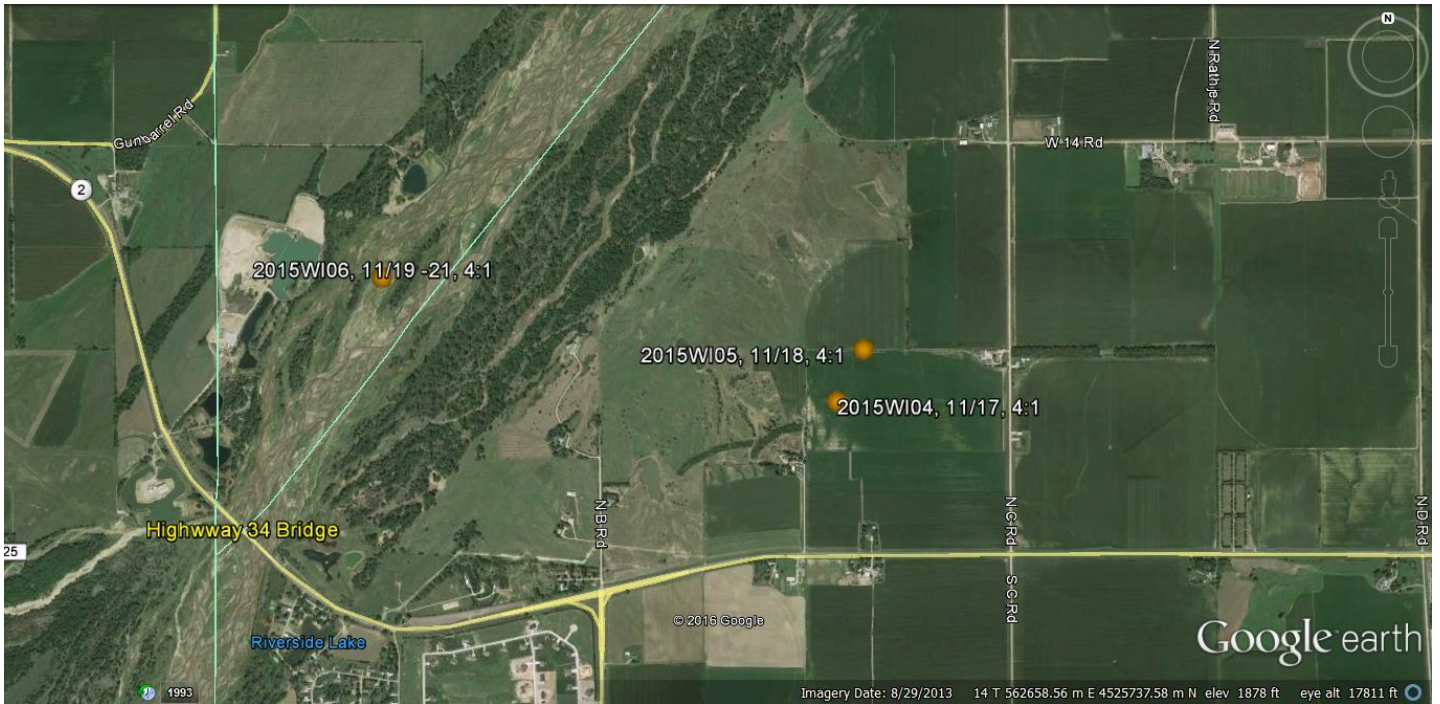 N
N Rathje Rd
Gunbarrel Rd
W 14 Rd
2
2015WI06, 11/19 -21, 4:1
2015WI05, 11/18, 4:1
2015WI04, 11/17, 4:1
N B Rd
N C Rd
N D Rd
Highwway 34 Bridge
25
S C Rd
© 2016 Google
Riverside Lake
Google earth
1993
Imagery Date: 8/29/2013 14 T 562658.56 m E 4525737.58 m N elev 1878 ft eye alt 17811 ft